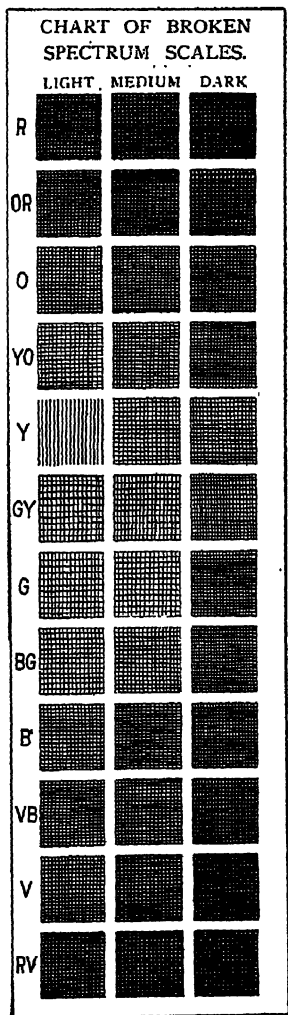 CHART OF BROKEN
SPECTRUM SCALES.
LIGHT MEDIUM DARK
R
OR
O
YO
Y
GY
G
BG
B
VB
V
RV